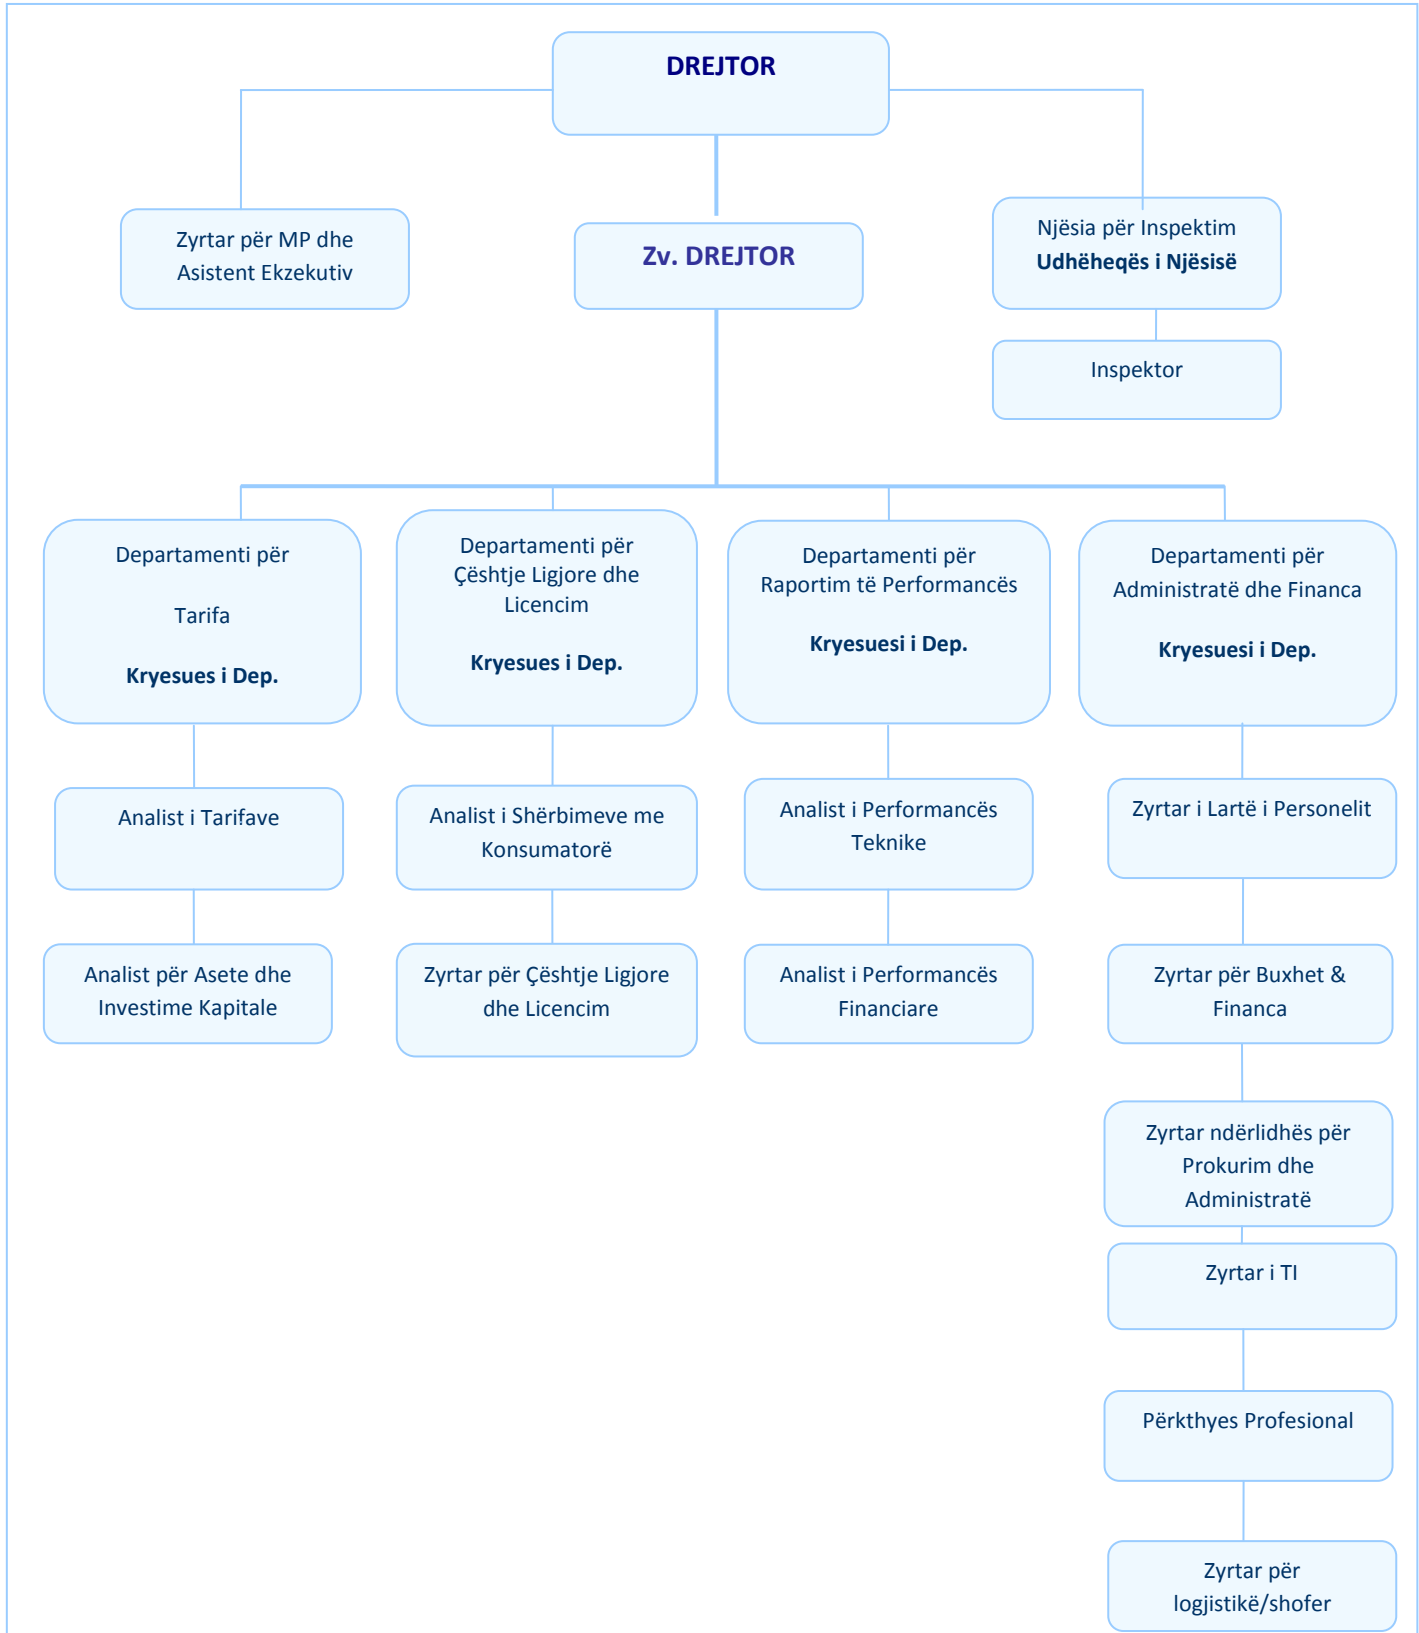 DREJTOR
Zyrtar për MP dhe
Asistent Ekzekutiv
Zv. DREJTOR
Njësia për Inspektim
Udhëheqës i Njësisë
Inspektor
Departamenti për
Tarifa
Kryesues i Dep.
Departamenti për
Çështje Ligjore dhe
Licencim
Kryesues i Dep.
Departamenti për
Raportim të Performancës
Kryesuesi i Dep.
Departamenti për
Administratë dhe Financa
Kryesuesi i Dep.
Analist i Tarifave
Analist i Shërbimeve me
Konsumatorë
Analist i Performancës
Teknike
Zyrtar i Lartë i Personelit
Analist për Asete dhe
Investime Kapitale
Zyrtar për Çështje Ligjore
dhe Licencim
Analist i Performancës
Financiare
Zyrtar për Buxhet &
Financa
Zyrtar ndërlidhës për
Prokurim dhe
Administratë
Zyrtar i TI
Përkthyes Profesional
Zyrtar për
logjistikë/shofer